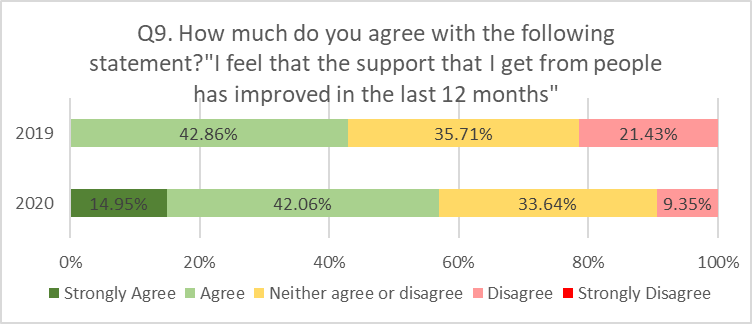 Q9. How much do you agree with the following
statement?"I feel that the support that I get from people
has improved in the last 12 months"
2019
42.86%
35.71%
21.43%
2020
14.95%
42.06%
33.64%
9.35%
0%
20%
40%
60%
80%
100%
Strongly Agree
Agree
Neither agree or disagree
Disagree
Strongly Disagree